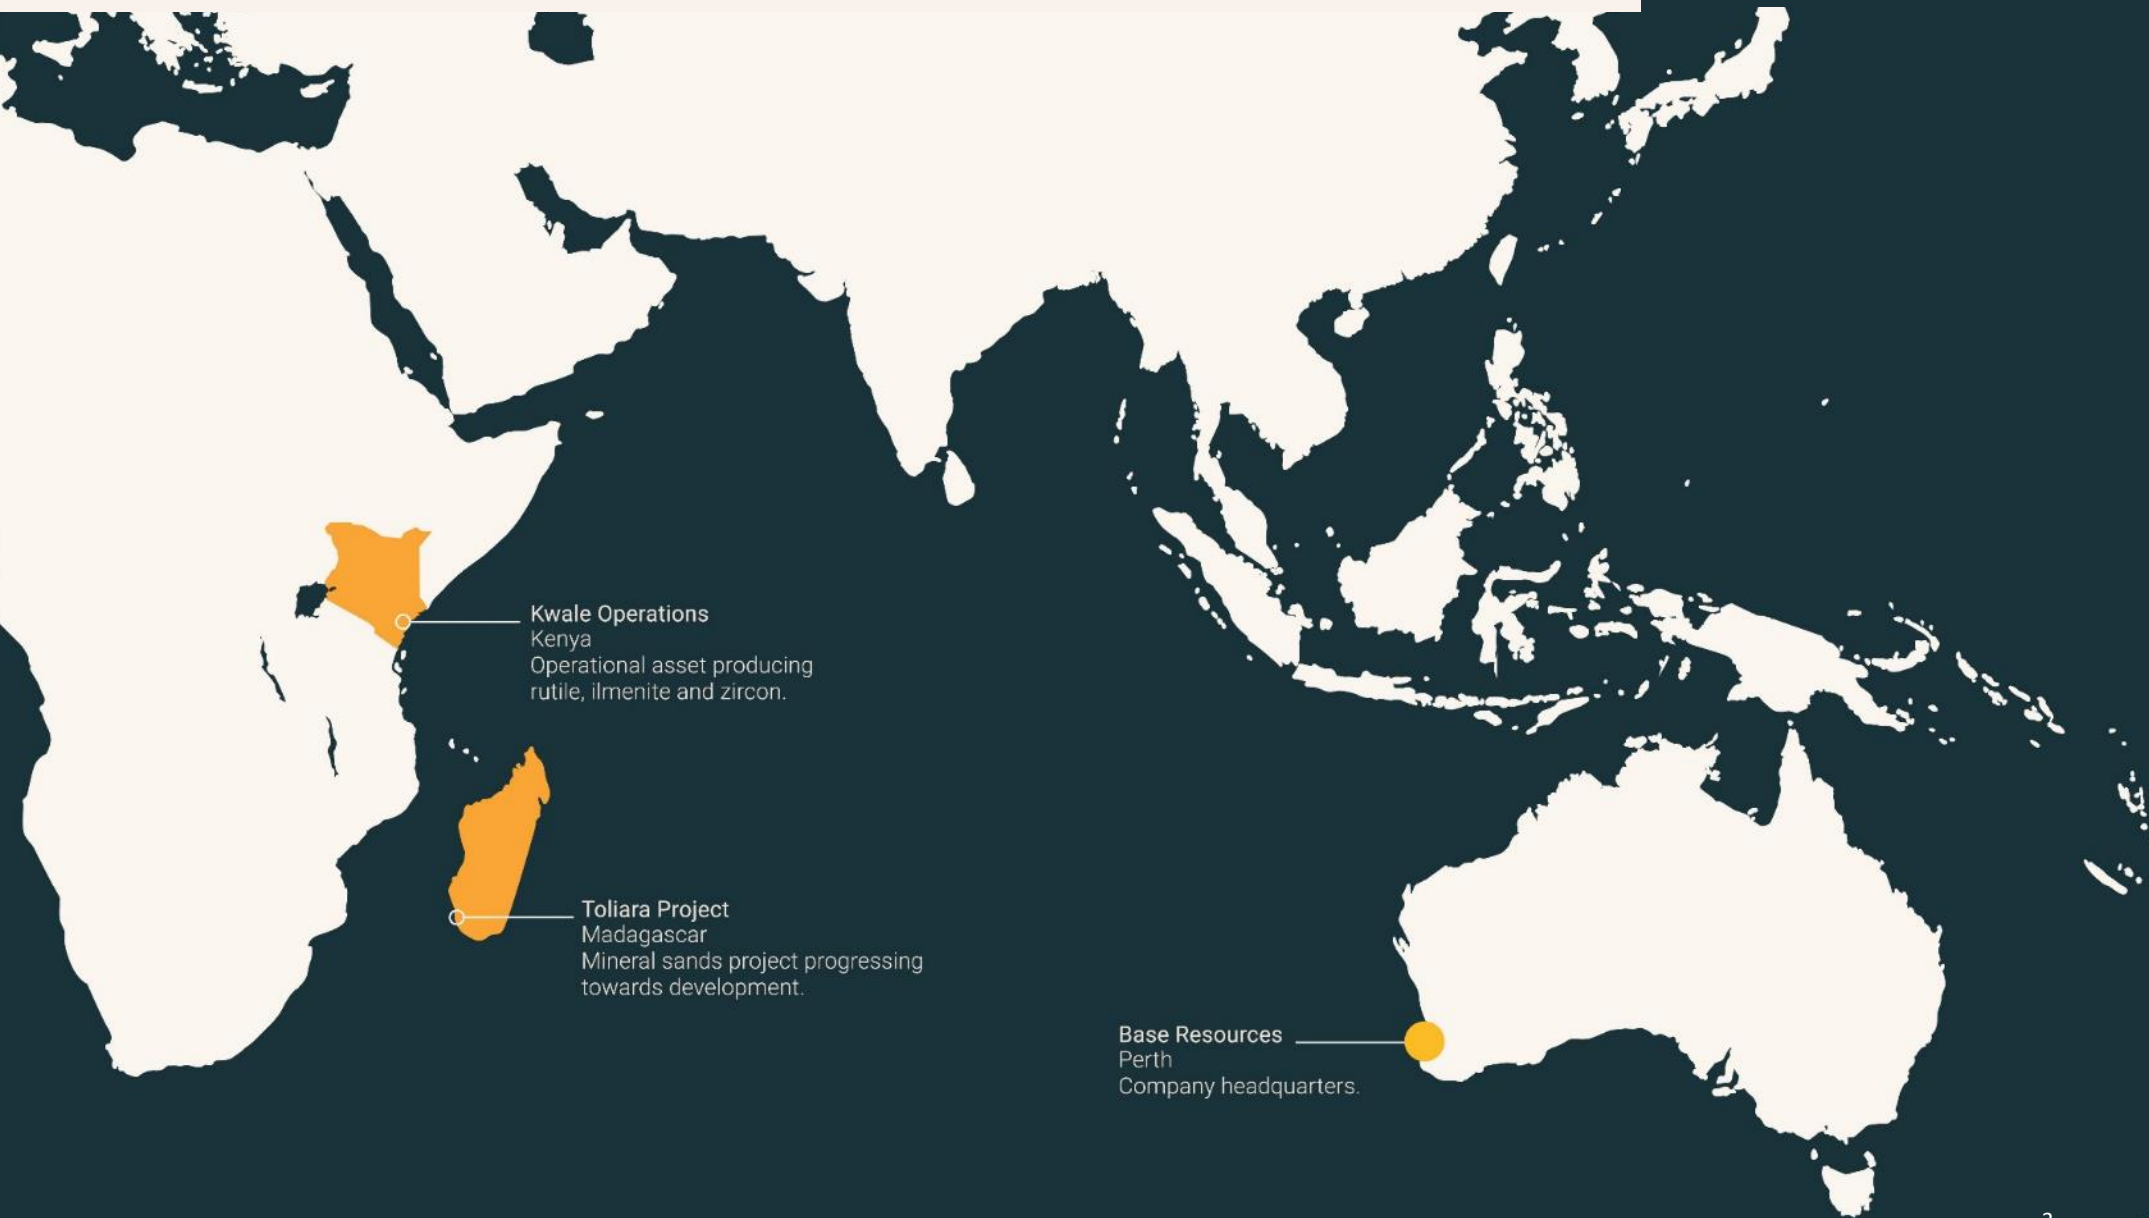 Kwale Operations
Kenya
Operational asset producing
rutile, ilmenite and zircon.
Toliara Project
Madagascar
Mineral sands project progressing
towards development.
Base Resources
Perth
Company headquarters.